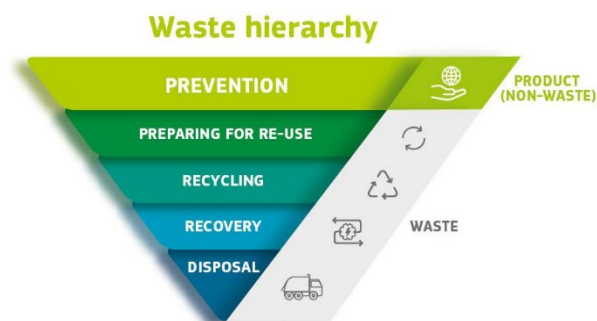 Waste hierarchy
PREVENTION
PRODUCT
(NON-WASTE)
PREPARING FOR RE-USE
RECYCLING
RECOVERY
WASTE
DISPOSAL